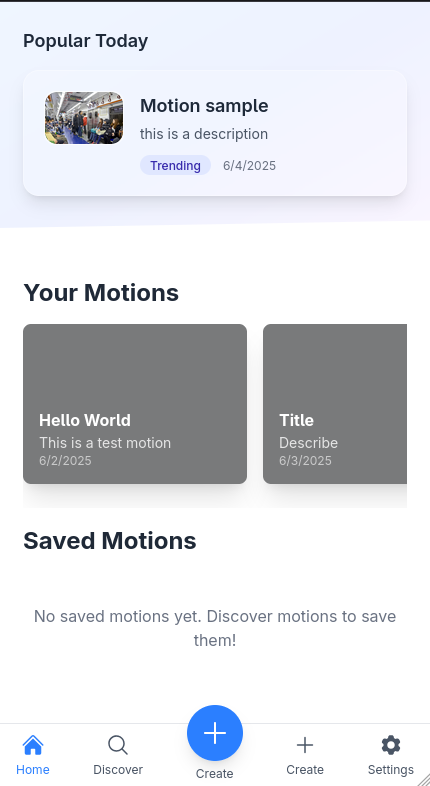 Popular Today
Motion sample
this is a description
Trending 6/4/2025
Your Motions
Hello World
This is a test motion
6/2/2025
Title
Describe
6/3/2025
Saved Motions
No saved motions yet. Discover motions to save
them!
Home
Discover
Create
Create
Settings